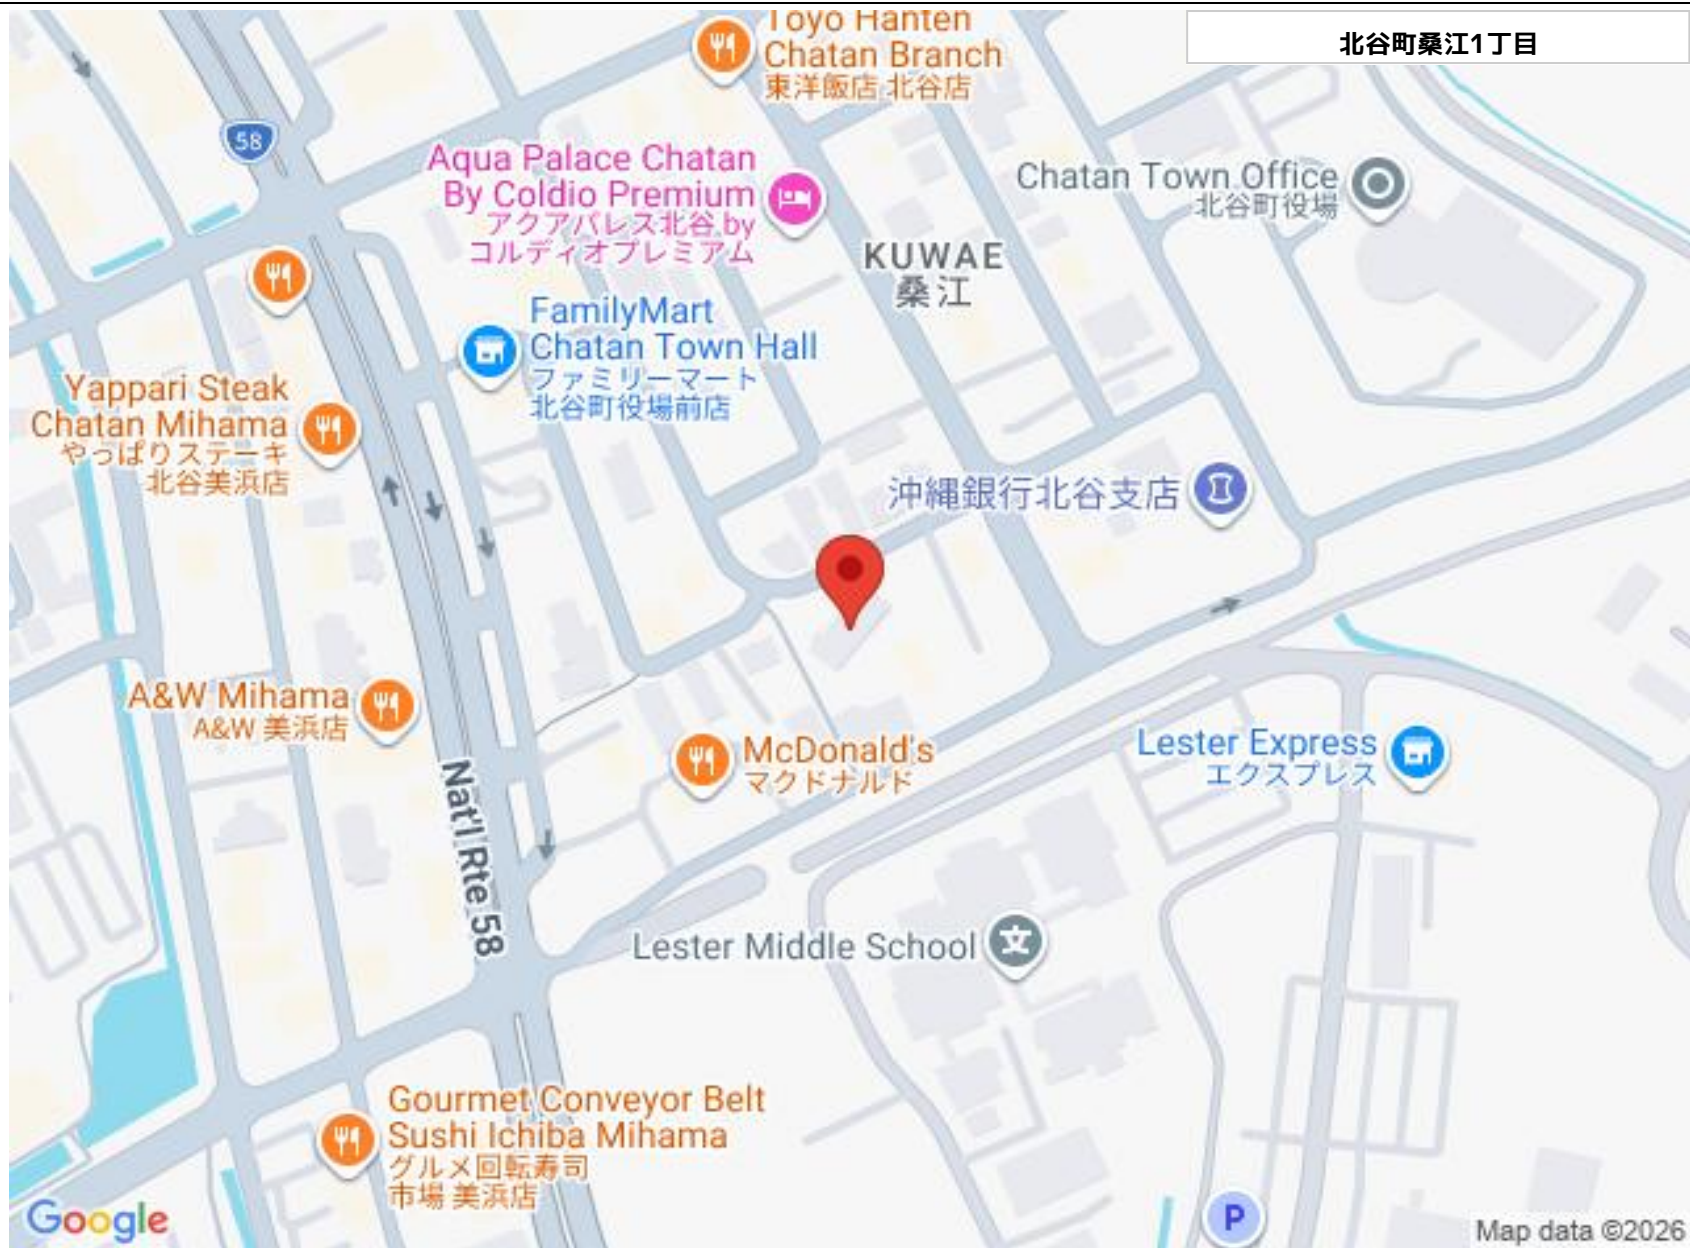 Toyo Hanten
Chatan Branch
東洋飯店 北谷店
北谷町桑江1丁目
58
Aqua Palace Chatan
By Coldio Premium
アクアパレス北谷 by
コルディオプレミアム
Chatan Town Office
北谷町役場
KUWAE
桑江
FamilyMart
Chatan Town Hall
ファミリーマート
北谷町役場前店
Yappari Steak
Chatan Mihama
やっぱりステーキ
北谷美浜店
沖縄銀行北谷支店
A&W Mihama
A&W 美浜店
McDonald's
マクドナルド
Lester Express
エクスプレス
Nat'l Rte 58
Lester Middle School
文
Gourmet Conveyor Belt
Sushi Ichiba Mihama
グルメ回転寿司
市場 美浜店
P
Google
Map data ©2026